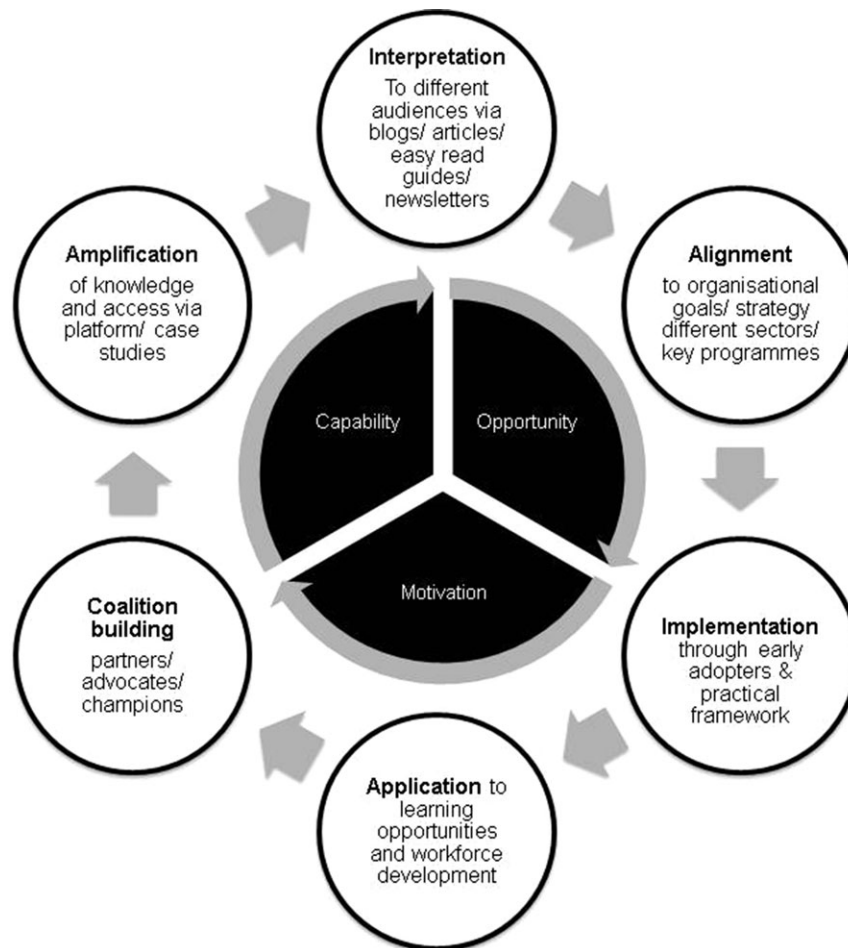 Interpretation
To different
audiences via
blogs/ articles/
easy read
guides/
newsletters
Alignment
to organisational
goals/ strategy
different sectors/
key programmes
Implementation
through early
adopters &
practical
framework
Application to
learning
opportunities
and workforce
development
Coalition
building
partners/
advocates/
champions
Amplification
of knowledge
and access via
platform/ case
studies
Capability
Opportunity
Motivation